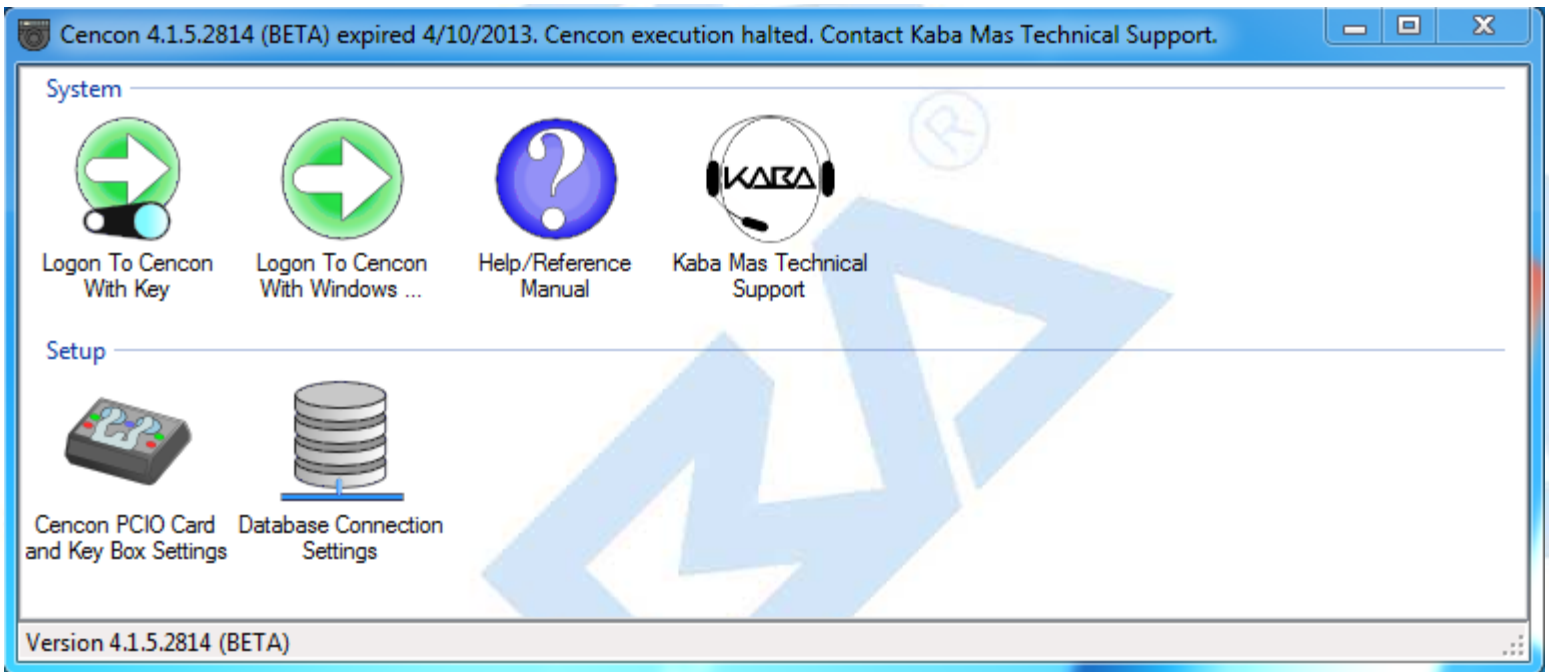 Cencon 4.1.5.2814 (BETA) expired 4/10/2013. Cencon execution halted. Contact Kaba Mas Technical Support.
System
KABA
Logon To Cencon
With Key
Logon To Cencon
With Windows ...
Help/Reference
Manual
Kaba Mas Technical
Support
®
Setup
Cencon PCIO Card
and Key Box Settings
Database Connection
Settings
Version 4.1.5.2814 (BETA)